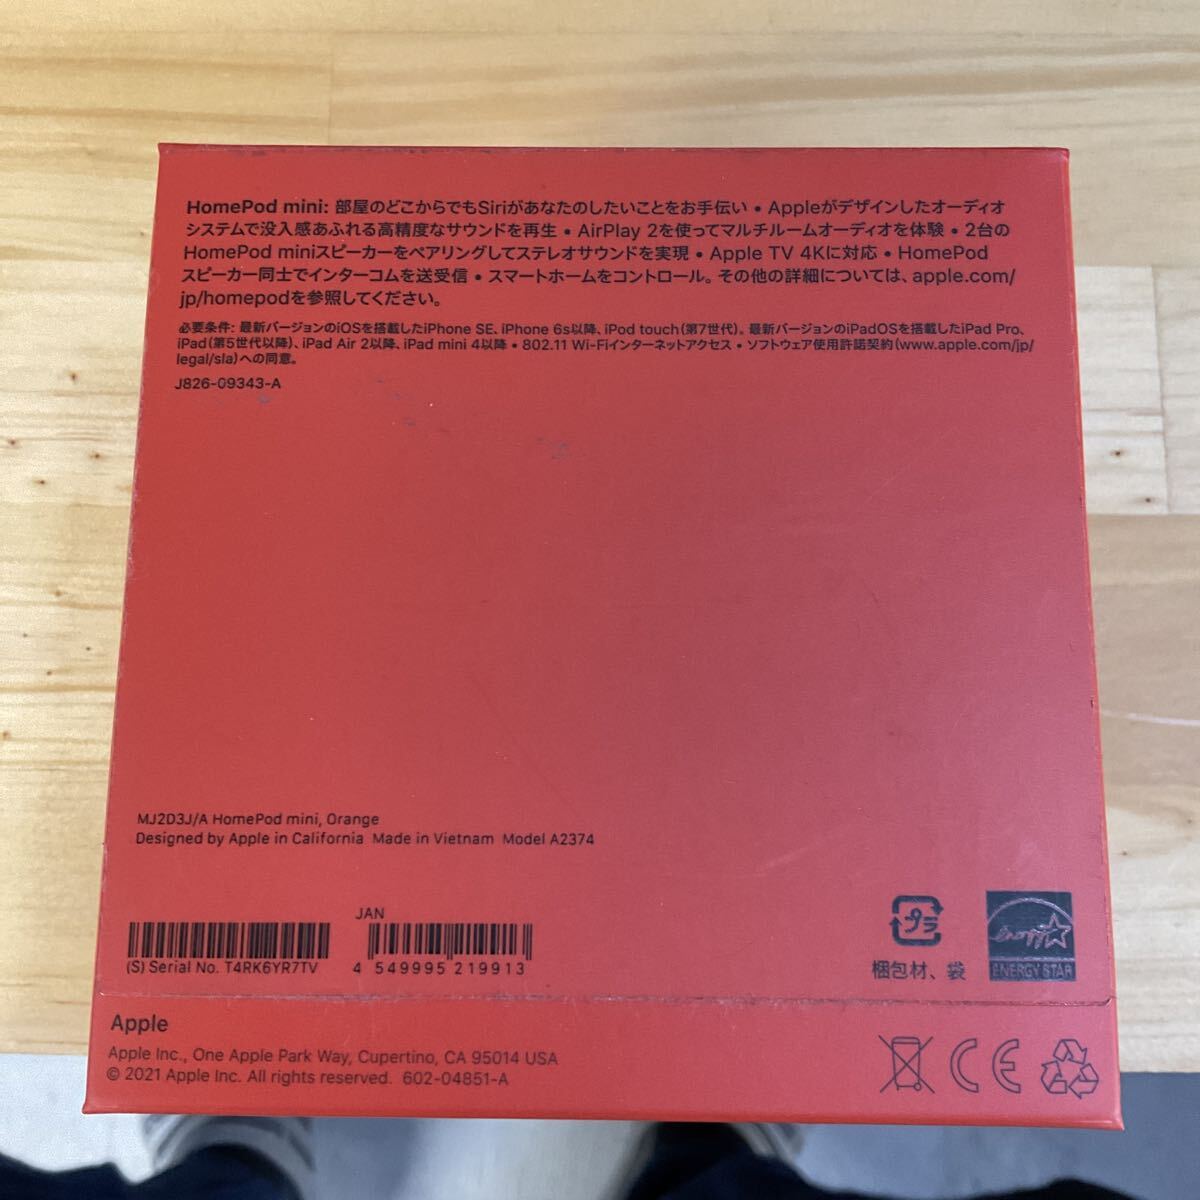 HomePod mini: 部屋のどこからでもSiriがあなたのしたいことをお手伝い • Appleがデザインしたオーディオ
システムで没入感あふれる高精度なサウンドを再生 • AirPlay 2を使ってマルチルームオーディオを体験 • 2台の
HomePod miniスピーカーをペアリングしてステレオサウンドを実現 • Apple TV 4Kに対応 • HomePod
スピーカー同士でインターコムを送受信 • スマートホームをコントロール。その他の詳細については、apple.com/
jp/homepodを参照してください。
必要条件: 最新バージョンのiOSを搭載したiPhone SE、iPhone 6s以降、iPod touch(第7世代)。最新バージョンのiPadOSを搭載したiPad Pro、
iPad(第5世代以降)、iPad Air 2以降、iPad mini 4以降 • 802.11 Wi-Fiインターネットアクセス • ソフトウェア使用許諾契約(www.apple.com/jp/
legal/sla)への同意。
J826-09343-A
MJ2D3J/A HomePod mini, Orange
Designed by Apple in California Made in Vietnam Model A2374
JAN
(S) Serial No. T4RK6YR7TV
4 549995 219913
プラ
梱包材、袋
energy
ENERGY STAR
Apple
Apple Inc., One Apple Park Way, Cupertino, CA 95014 USA
© 2021 Apple Inc. All rights reserved. 602-04851-A
CE